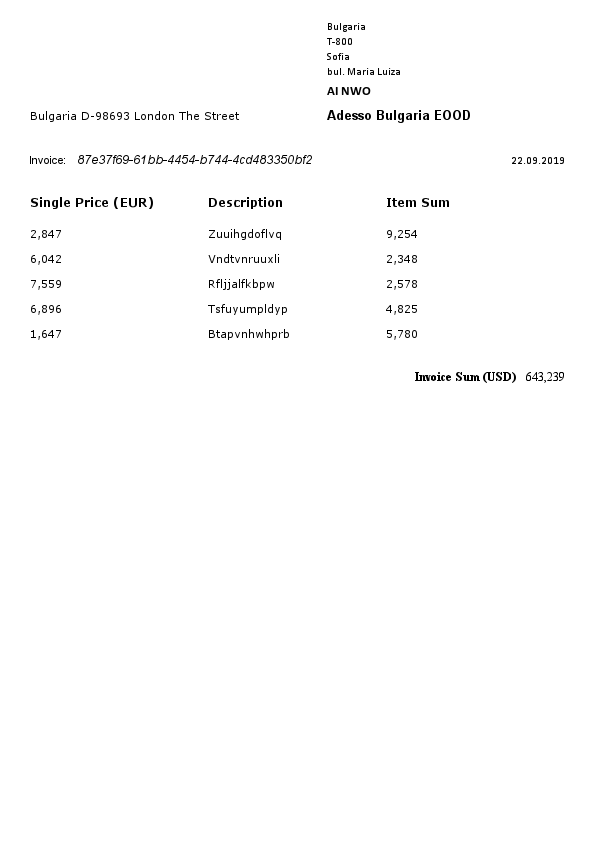 Bulgaria
T-800
Sofia
bul. Maria Luiza
AI NWO
Bulgaria D-98693 London The Street Adesso Bulgaria EOOD
Invoice: 87e37f69-61bb-4454-b744-4cd483350bf2 22.09.2019
Single Price (EUR) Description Item Sum
2,847 Zuuihgdoflvq 9,254
6,042 Vndtvnruuxli 2,348
7,559 Rfljjalfkbpw 2,578
6,896 Tsfuyumpldyp 4,825
1,647 Btapvnhwhprb 5,780
Invoice Sum (USD) 643,239